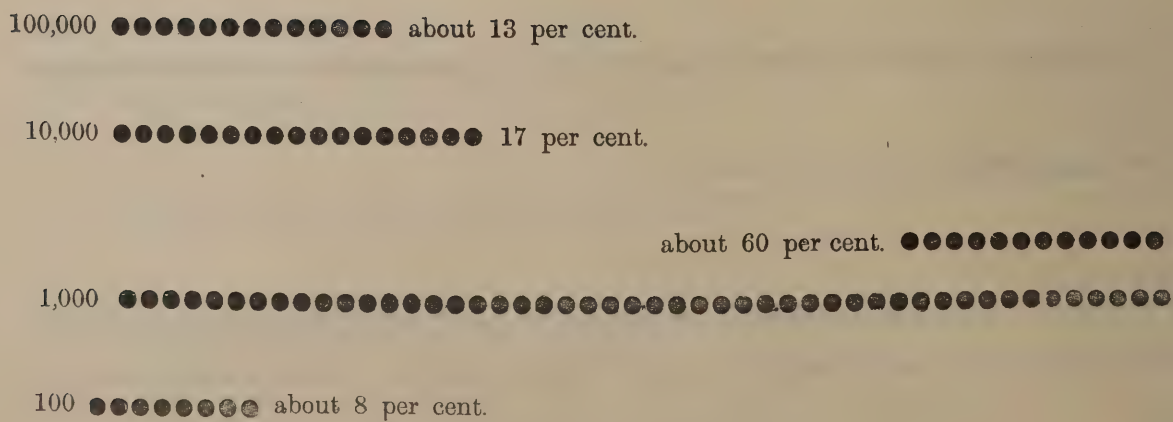 100,000 about 13 per cent.
10,000 17 per cent.
about 60 per cent.
1,000
100 about 8 per cent.